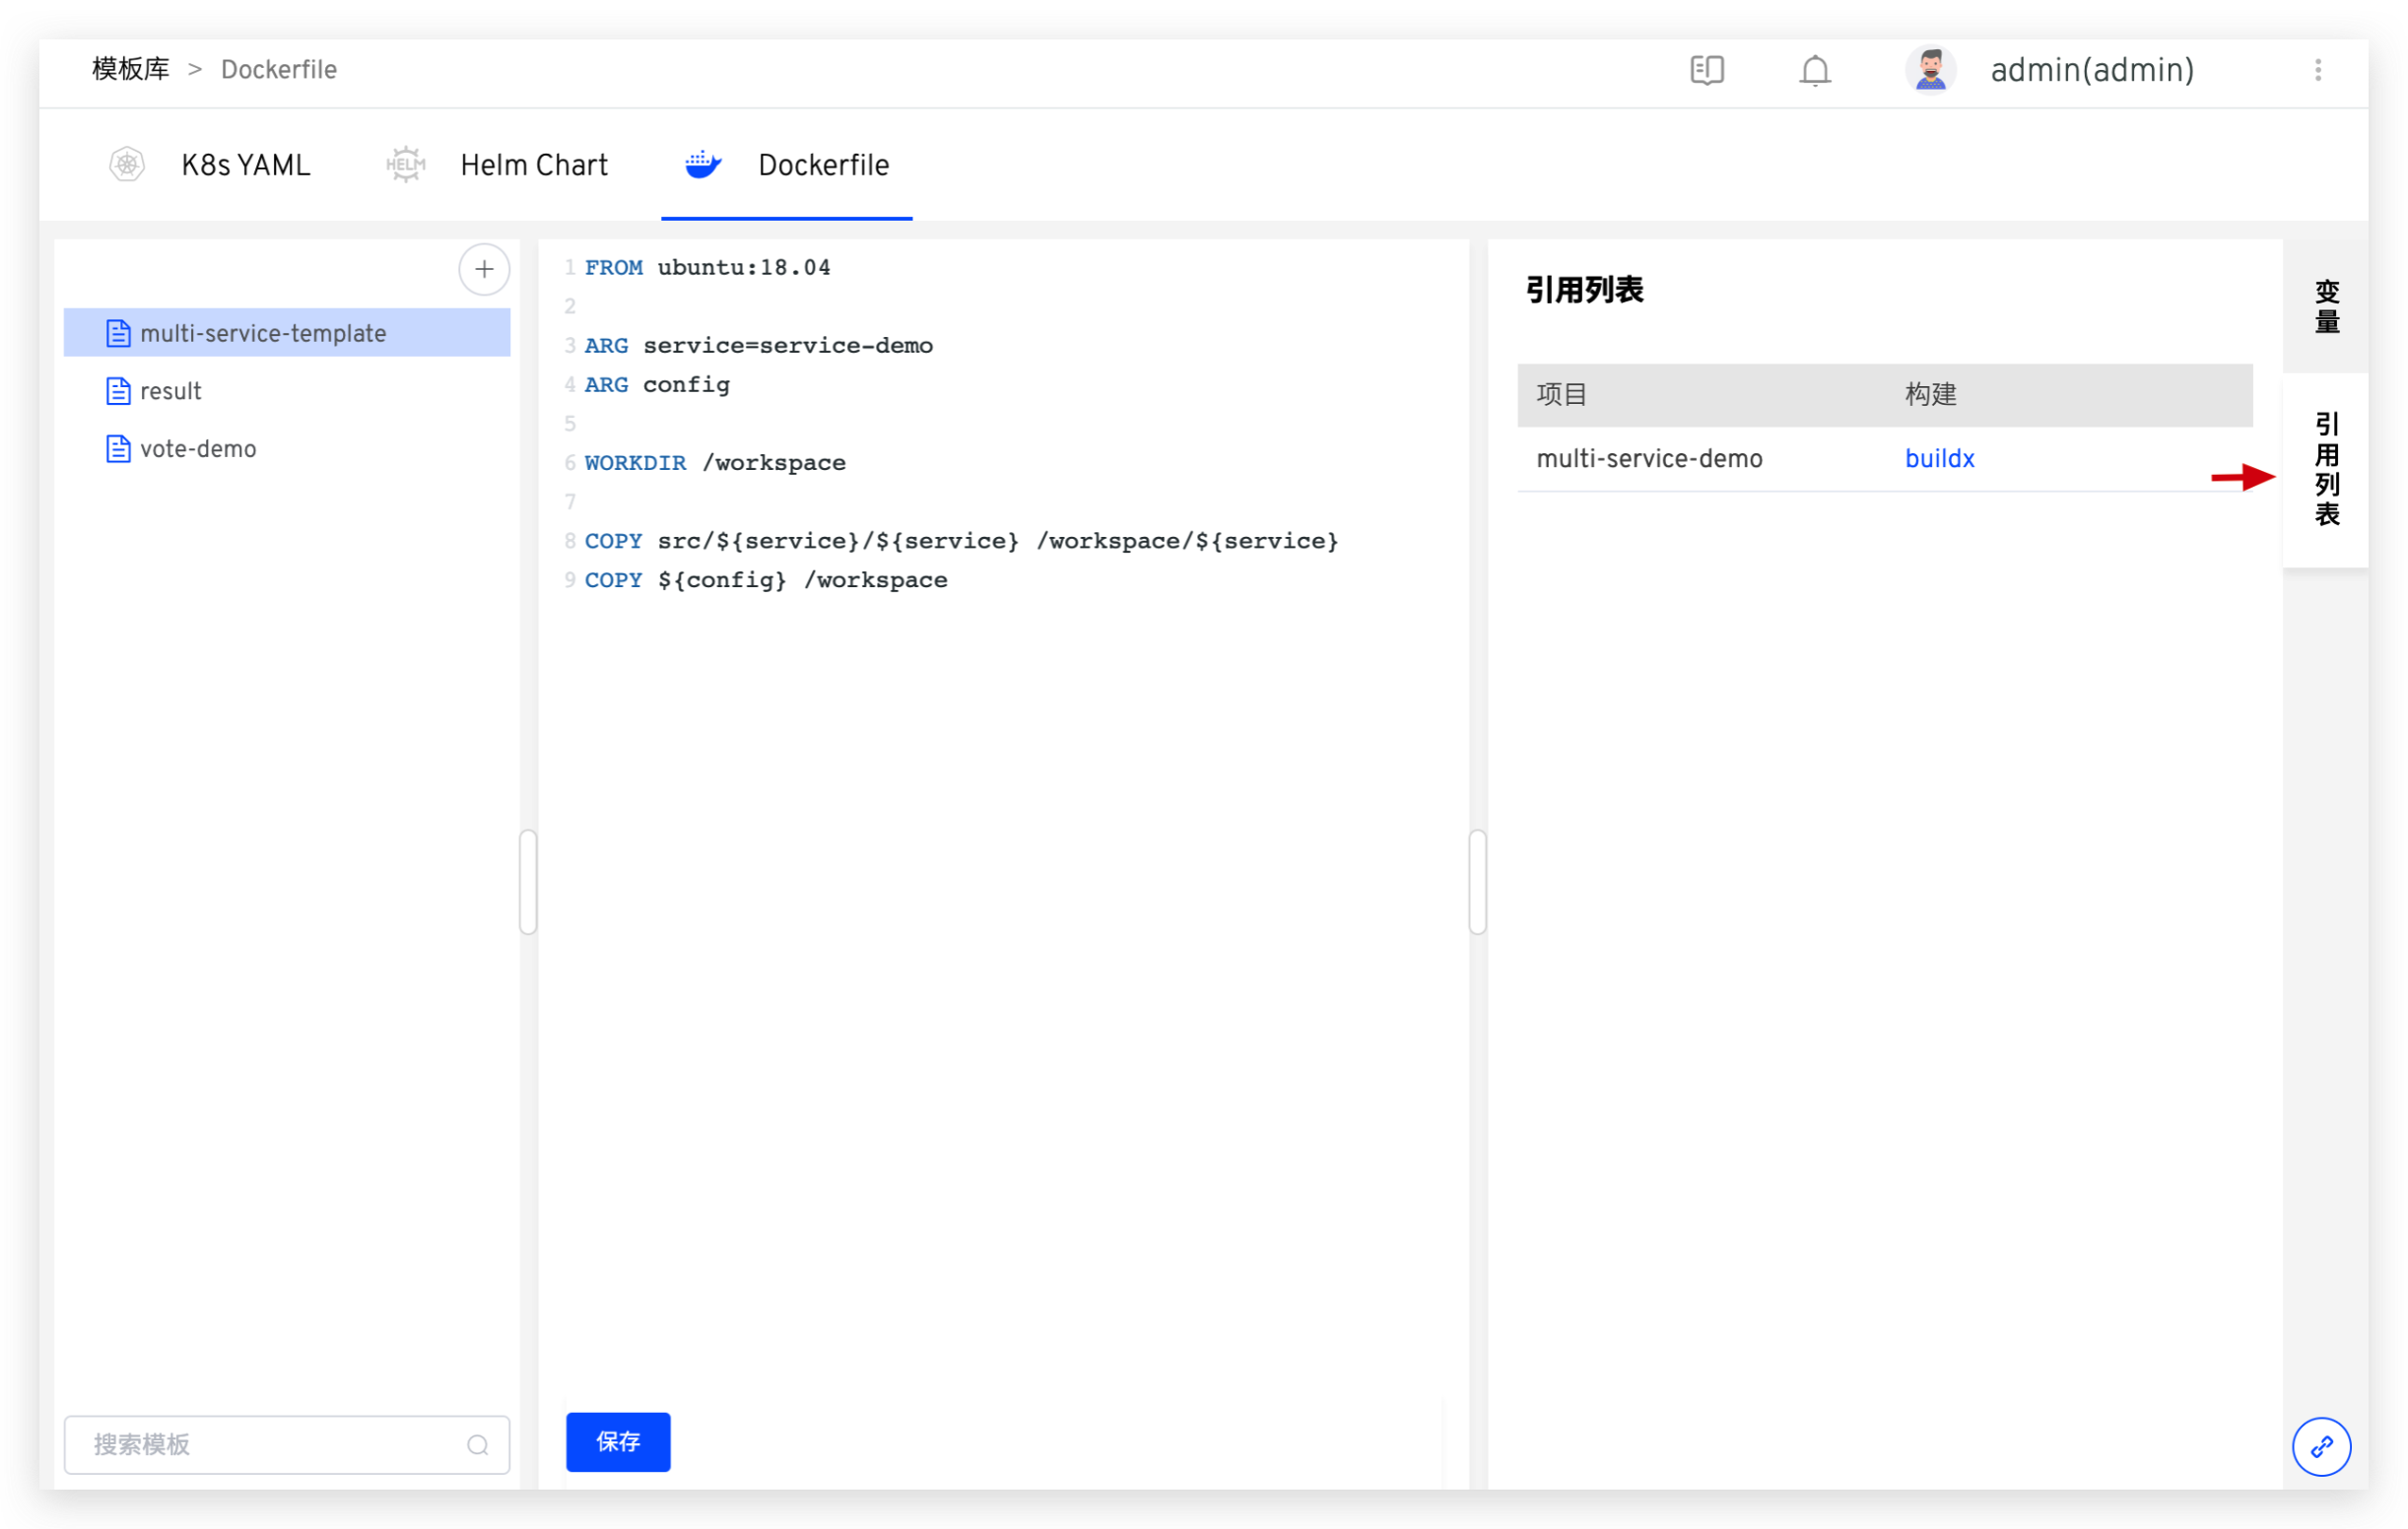 模板库 > Dockerfile
admin(admin)
K8s YAML
HELM
Helm Chart
Dockerfile
multi-service-template
result
vote-demo
搜索模板
1 FROM ubuntu:18.04
2
3 ARG service=service-demo
4 ARG config
5
6 WORKDIR /workspace
7
8 COPY src/${service}/${service} /workspace/${service}
9 COPY ${config} /workspace
保存
引用列表
项目 构建
multi-service-demo buildx
变量
引用列表